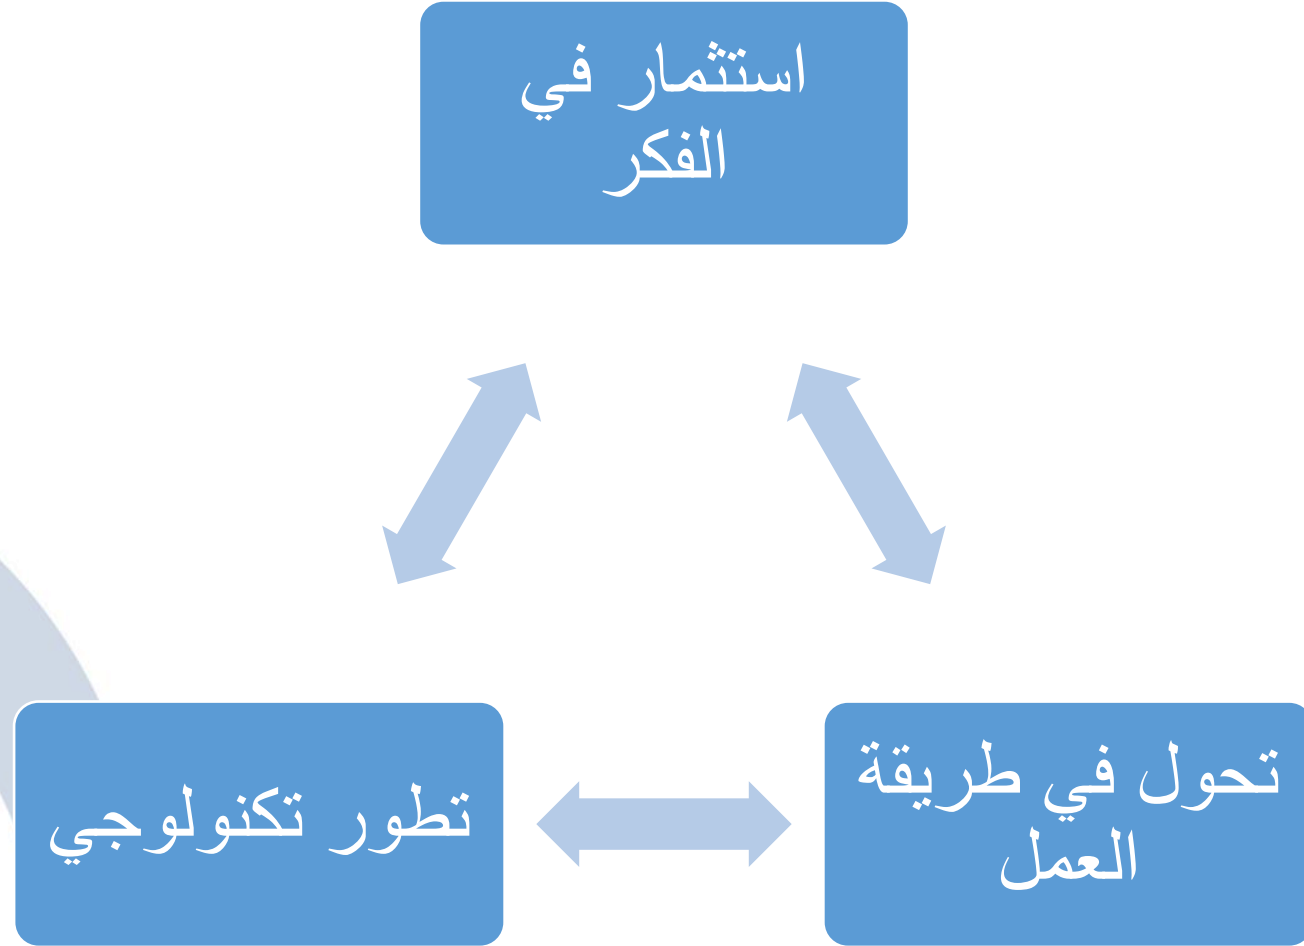 استثمار في
الفكر
تحول في طريقة
العمل
تطور تكنولوجي